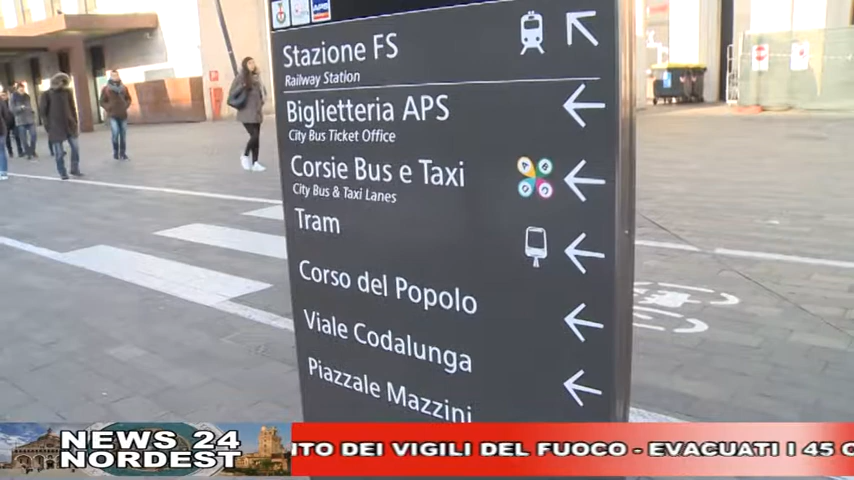 APS
Stazione FS
Railway Station
Biglietteria APS
City Bus Ticket Office
Corsie Bus e Taxi
City Bus & Taxi Lanes
A B
D C
Tram
Corso del Popolo
Viale Codalunga
Piazzale Mazzini
NEWS 24
NORDEST
ITO DEI VIGILI DEL FUOCO - EVACUATI I 45 O